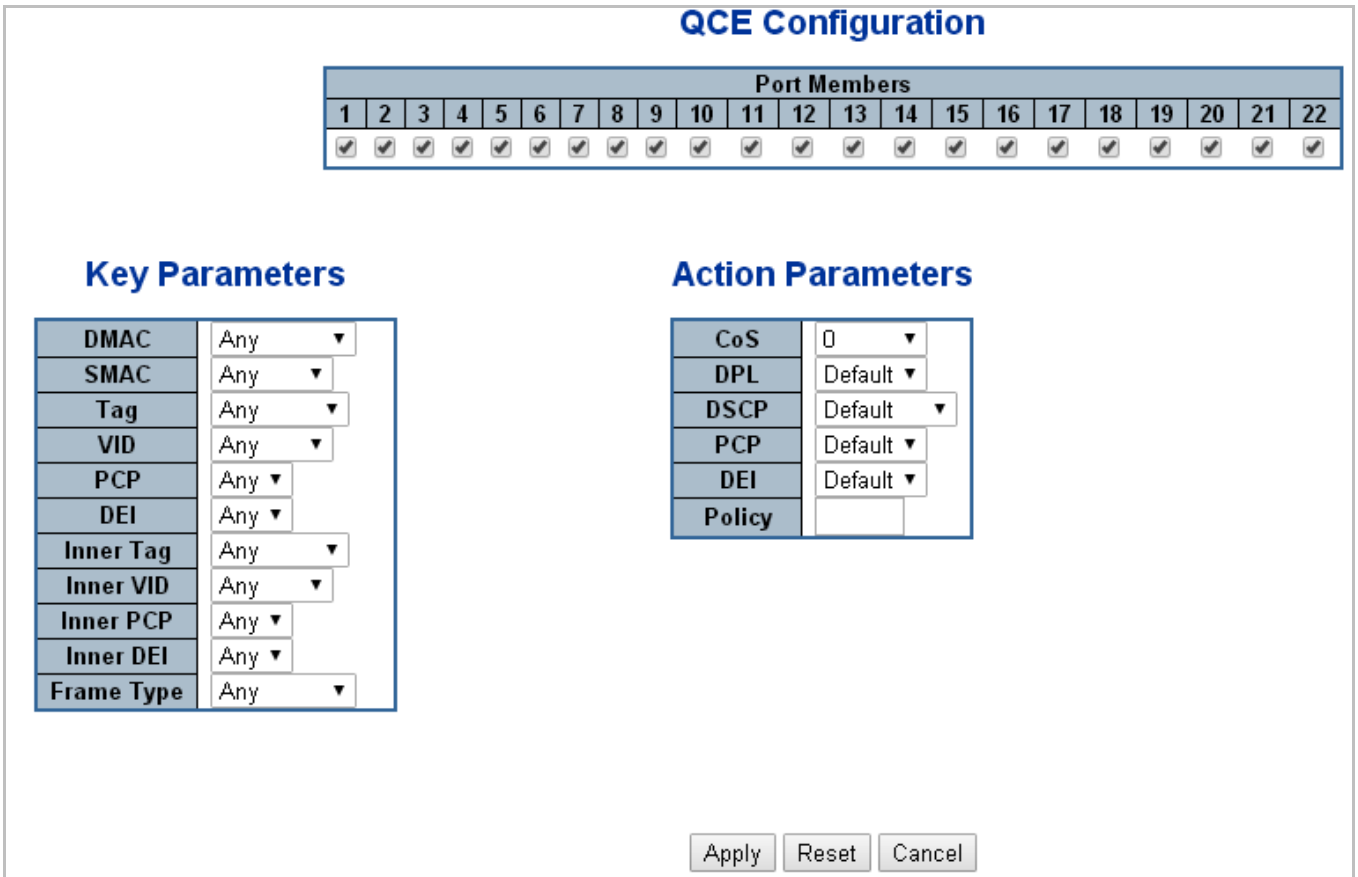 QCE Configuration
Port Members
1 2 3 4 5 6 7 8 9 10 11 12 13 14 15 16 17 18 19 20 21 22
Key Parameters
DMAC Any
SMAC Any
Tag Any
VID Any
PCP Any
DEI Any
Inner Tag Any
Inner VID Any
Inner PCP Any
Inner DEI Any
Frame Type Any
Action Parameters
CoS 0
DPL Default
DSCP Default
PCP Default
DEI Default
Policy
Apply Reset Cancel